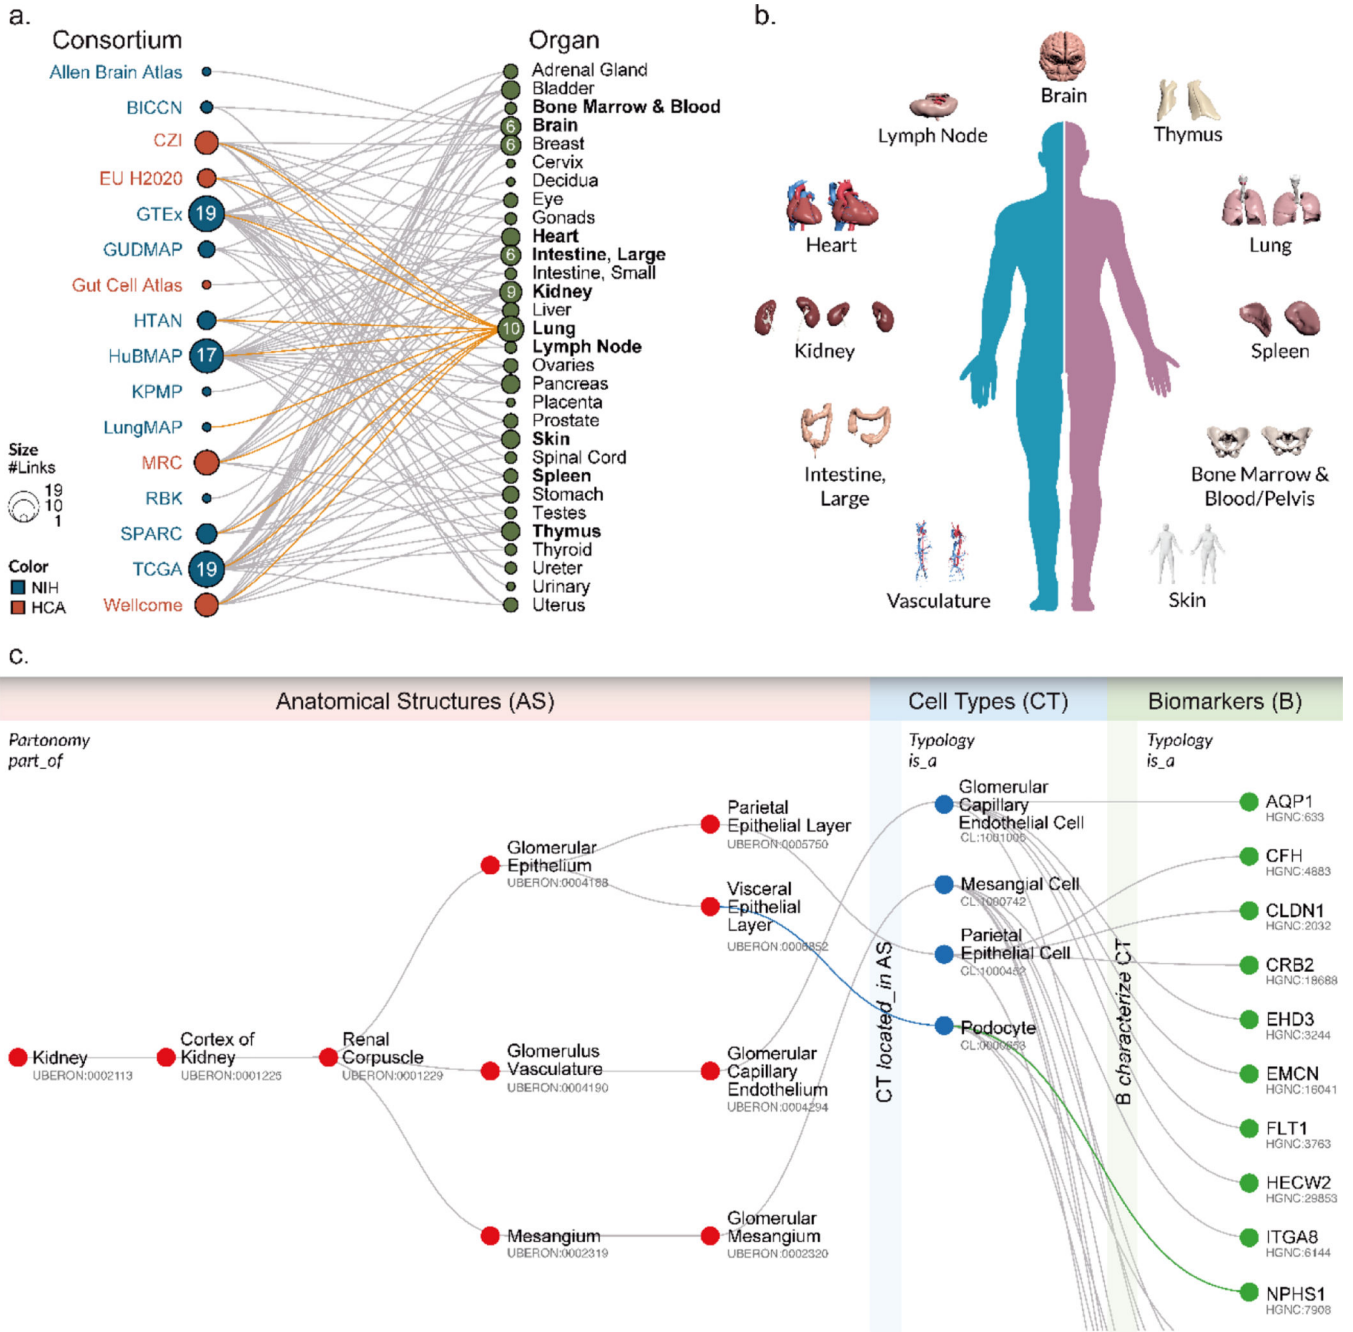 a.
Consortium
Allen Brain Atlas
BICCN
CZI
EU H2020
GTEx
19
GUDMAP
Gut Cell Atlas
HTAN
HuBMAP
17
KPMP
LungMAP
MRC
RBK
SPARC
TCGA
19
Wellcome
Size
#Links
19
10
1
Color
NIH
HCA
Organ
Adrenal Gland
Bladder
Bone Marrow & Blood
6
Brain
6
Breast
Cervix
Decidua
Eye
Gonads
Heart
6
Intestine, Large
Intestine, Small
9
Kidney
Liver
10
Lung
Lymph Node
Ovaries
Pancreas
Placenta
Prostate
Skin
Spinal Cord
Spleen
Stomach
Testes
Thymus
Thyroid
Ureter
Urinary
Uterus
b.
Brain
Lymph Node
Thymus
Heart
Lung
Kidney
Spleen
Intestine,
Large
Bone Marrow &
Blood/Pelvis
Vasculature
Skin
c.
Anatomical Structures (AS)
Cell Types (CT)
Biomarkers (B)
Partonomy
part_of
Typology
is_a
Typology
is_a
Kidney
UBERON:0002113
Cortex of
Kidney
UBERON:0001225
Renal
Corpuscle
UBERON:0001229
Glomerular
Epithelium
UBERON:0004188
Glomerulus
Vasculature
UBERON:0004190
Mesangium
UBERON:0002319
Parietal
Epithelial Layer
UBERON:0005750
Visceral
Epithelial
Layer
UBERON:0005852
Glomerular
Capillary
Endothelium
UBERON:0004294
Glomerular
Mesangium
UBERON:0002320
CT located_in AS
Glomerular
Capillary
Endothelial Cell
CL:1001005
Mesangial Cell
CL:1000742
Parietal
Epithelial Cell
CL:1000452
Podocyte
CL:0000653
B characterize CT
AQP1
HGNC:633
CFH
HGNC:4883
CLDN1
HGNC:2032
CRB2
HGNC:18688
EHD3
HGNC:3244
EMCN
HGNC:16041
FLT1
HGNC:3763
HECW2
HGNC:29853
ITGA8
HGNC:6144
NPHS1
HGNC:7908